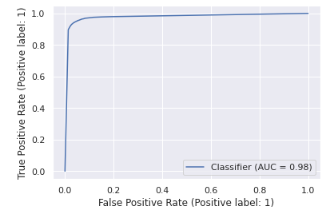 1.0
0.8
0.6
0.4
0.2
0.0
True Positive Rate (Positive label: 1)
Classifier (AUC = 0.98)
0.0 0.2 0.4 0.6 0.8 1.0
False Positive Rate (Positive label: 1)